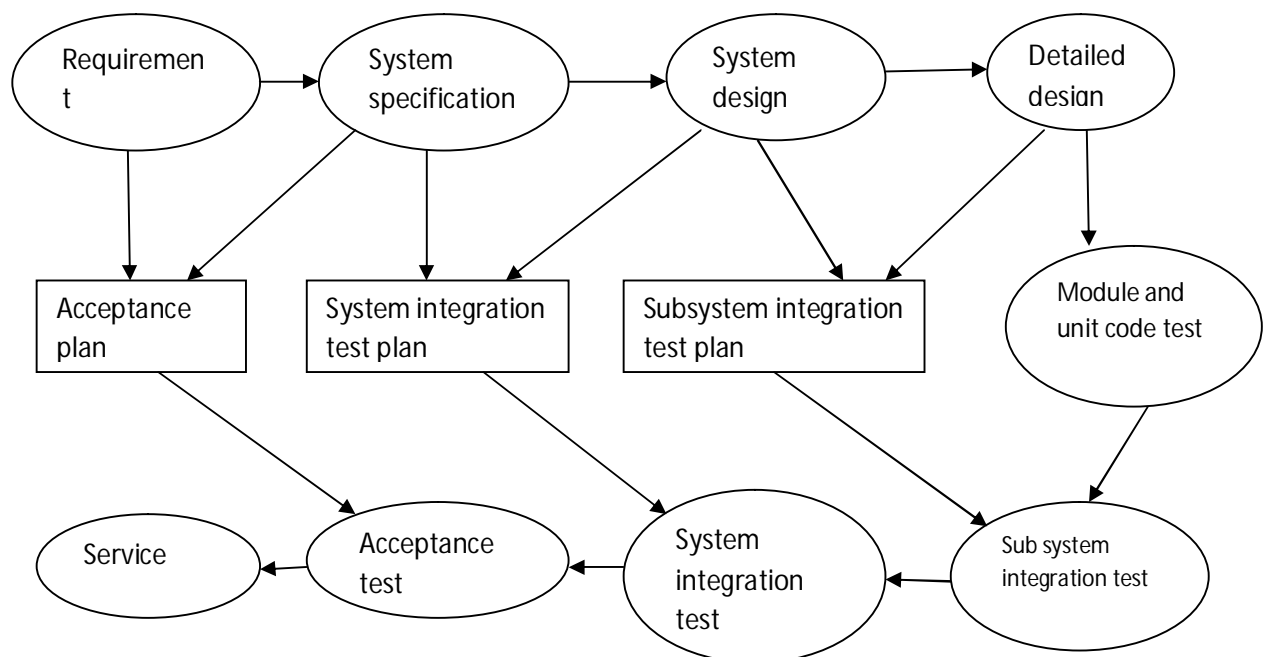 Requiremen
t
System
specification
System
design
Detailed
design
Acceptance
plan
System integration
test plan
Subsystem integration
test plan
Module and
unit code test
Service
Acceptance
test
System
integration
test
Sub system
integration test